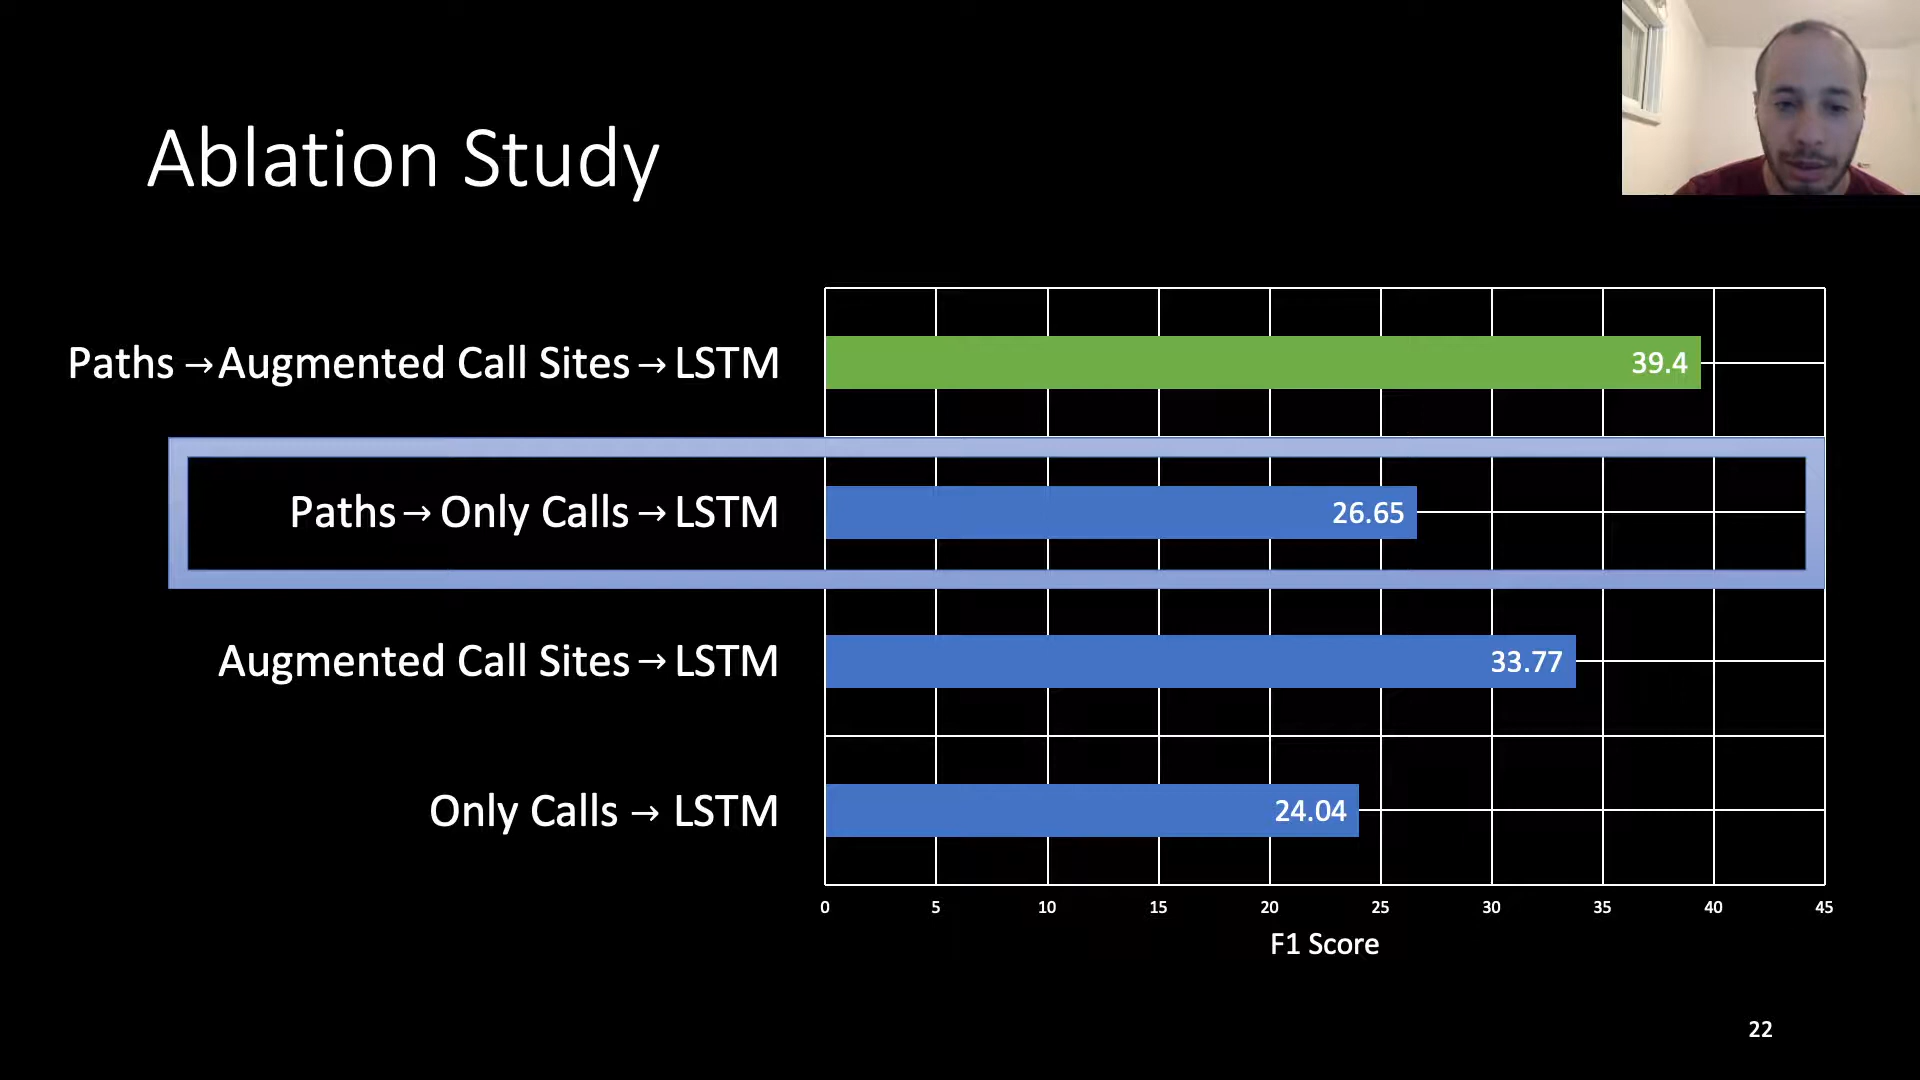 Ablation Study
Paths →Augmented Call Sites → LSTM
39.4
Paths → Only Calls → LSTM
26.65
Augmented Call Sites → LSTM
33.77
Only Calls → LSTM
24.04
0 5 10 15 20 25 30 35 40 45
F1 Score
22